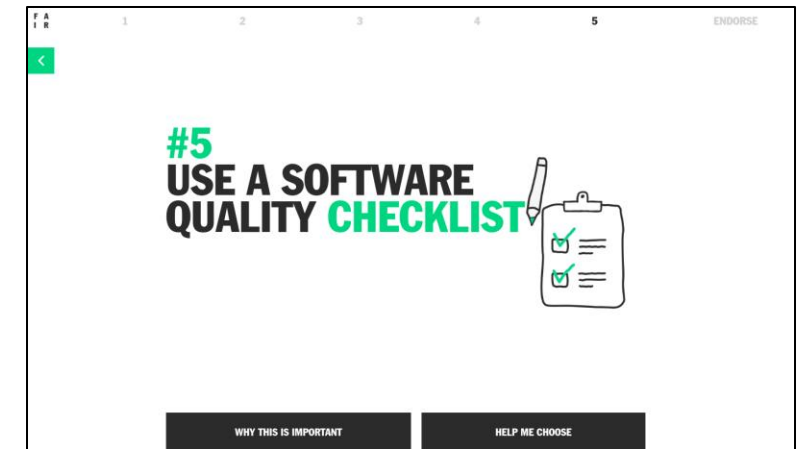 F A
I R
1 2 3 4 5 ENDORSE
#5
USE A SOFTWARE
QUALITY CHECKLIST
WHY THIS IS IMPORTANT
HELP ME CHOOSE